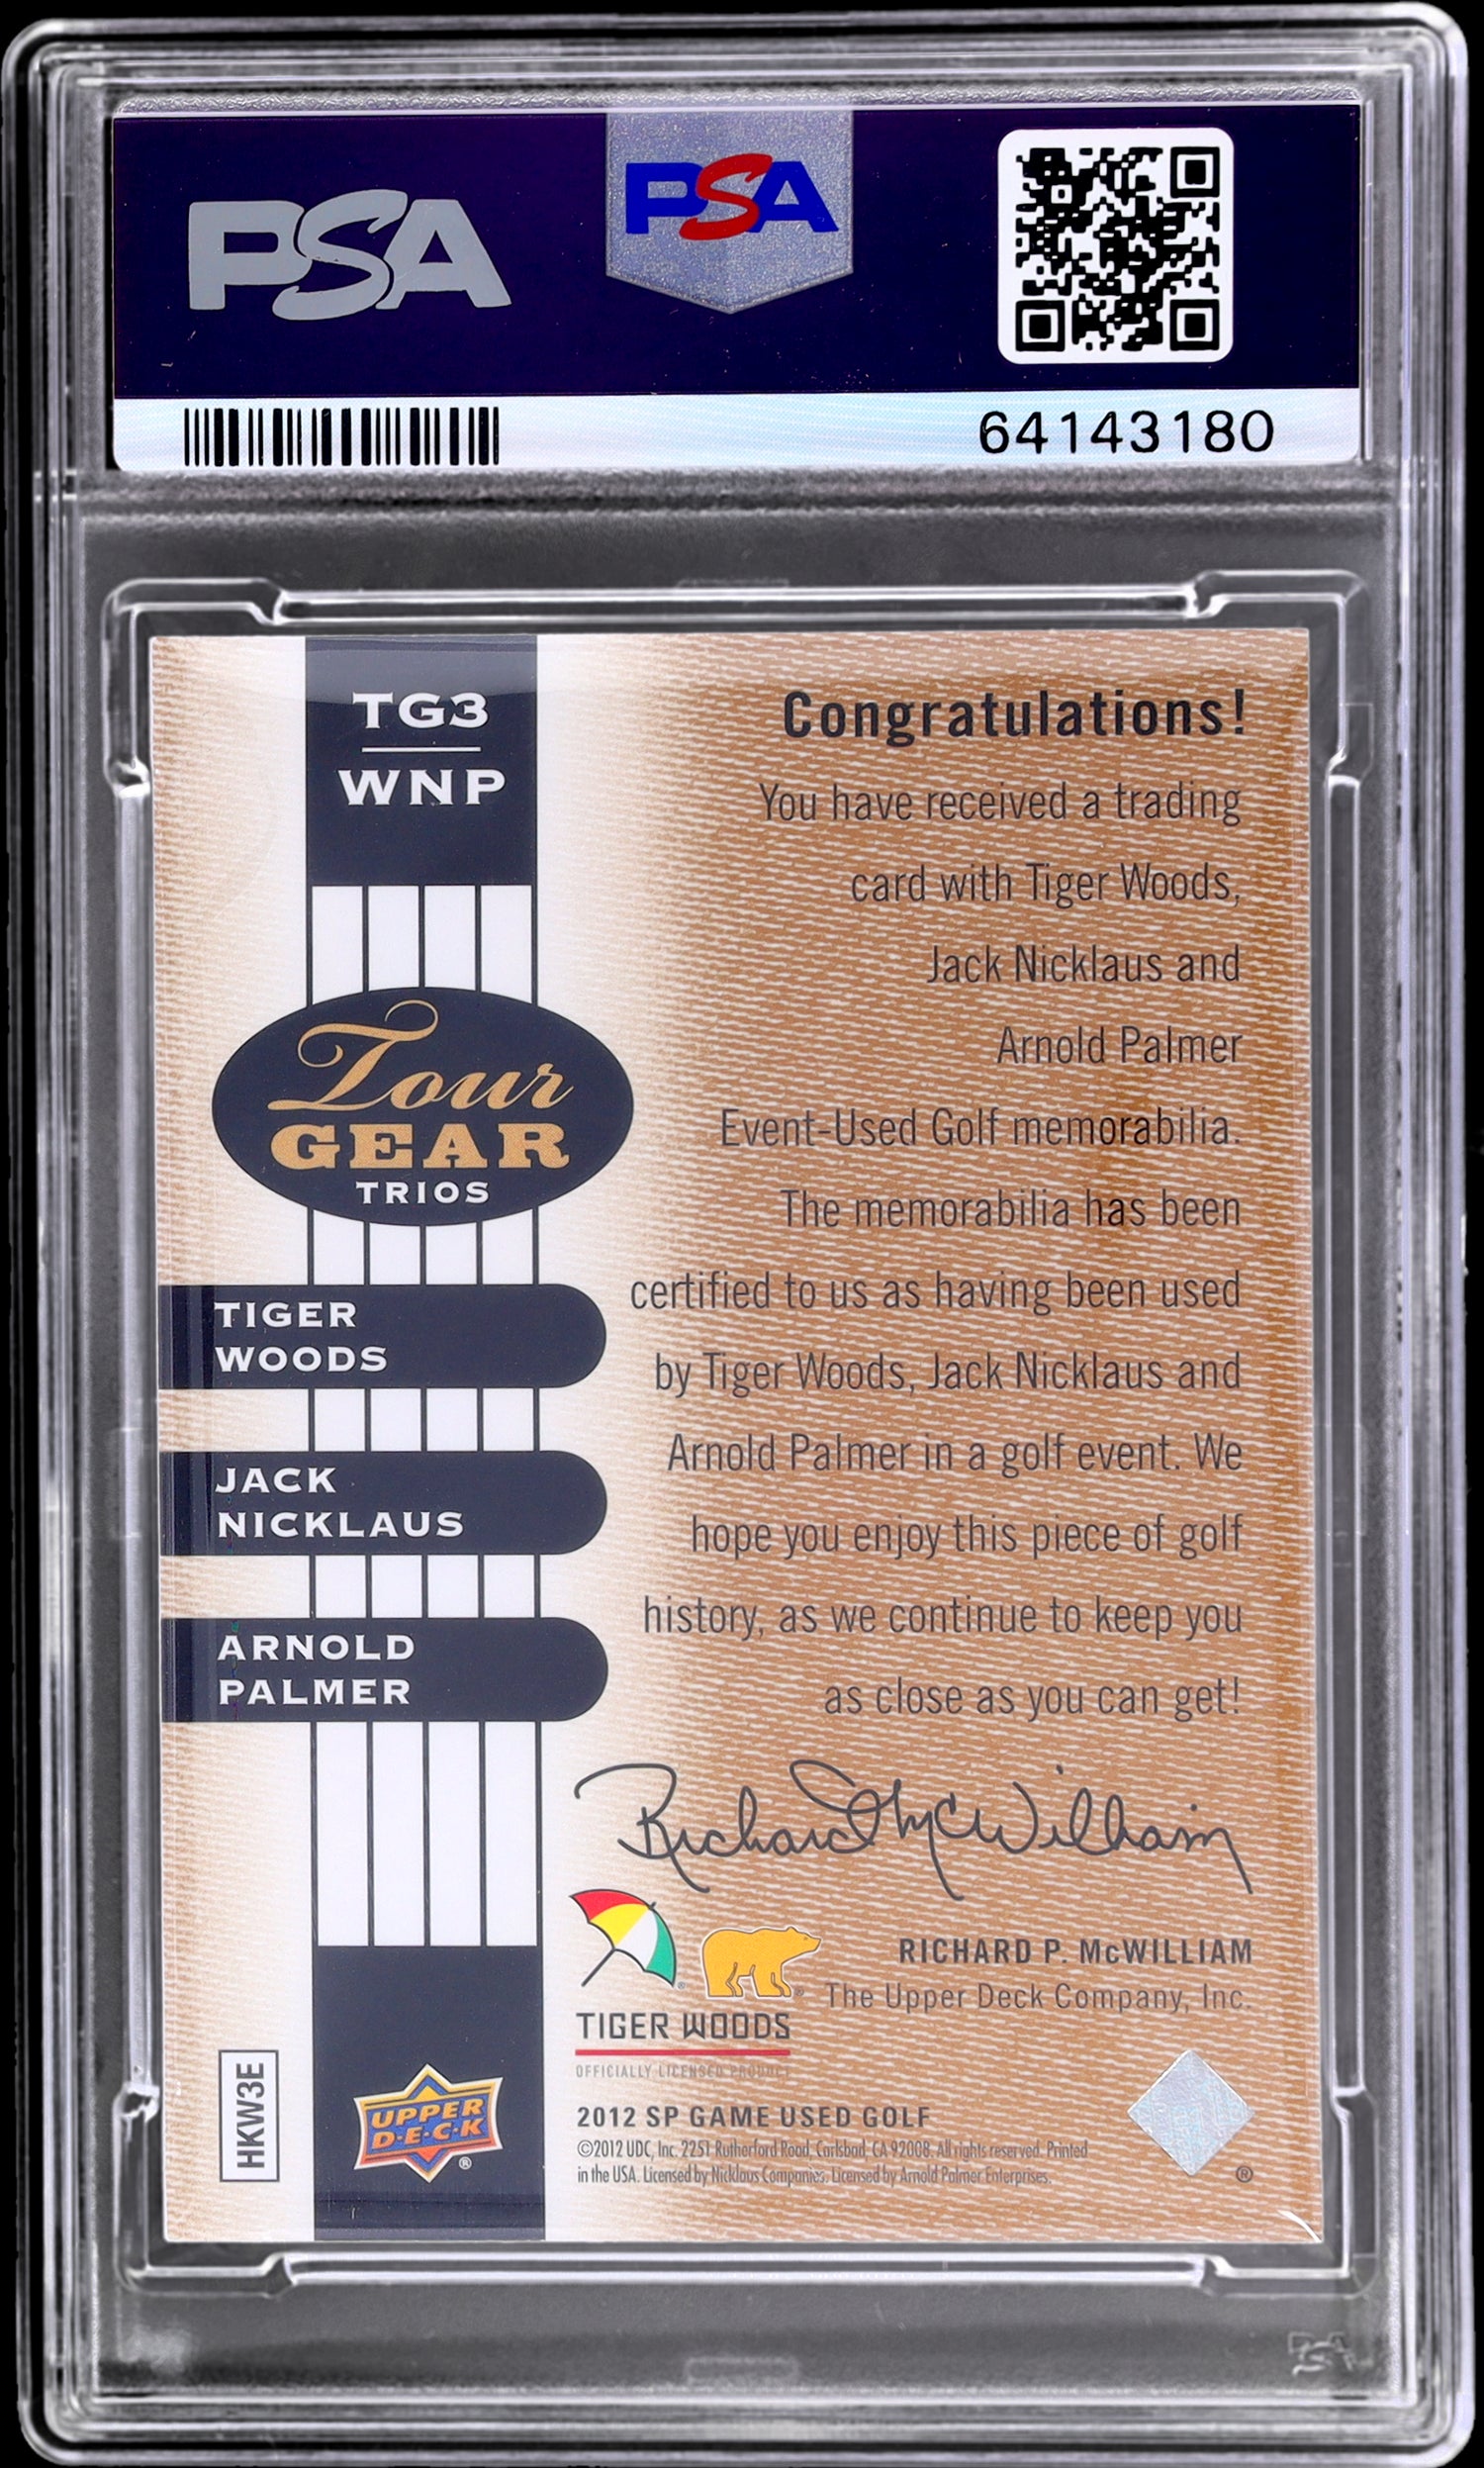 PSA
PSA
64143180
TG3
WNP
Tour
GEAR
TRIOS
TIGER
WOODS
JACK
NICKLAUS
ARNOLD
PALMER
Congratulations!
You have received a trading
card with Tiger Woods,
Jack Nicklaus and
Arnold Palmer
Event-Used Golf memorabilia.
The memorabilia has been
certified to us as having been used
by Tiger Woods, Jack Nicklaus and
Arnold Palmer in a golf event. We
hope you enjoy this piece of golf
history, as we continue to keep you
as close as you can get!
Richard McWilliam
RICHARD P. McWILLIAM
The Upper Deck Company, Inc.
TIGER WOODS
OFFICIALLY LICENSED PRODUCT
HKW3E
UPPER
D·E·C·K
®
2012 SP GAME USED GOLF
©2012 UDC, Inc. 2251 Rutherford Road, Carlsbad, CA 92008. All rights reserved. Printed
in the USA. Licensed by Nicklaus Companies. Licensed by Arnold Palmer Enterprises.
®
PSA